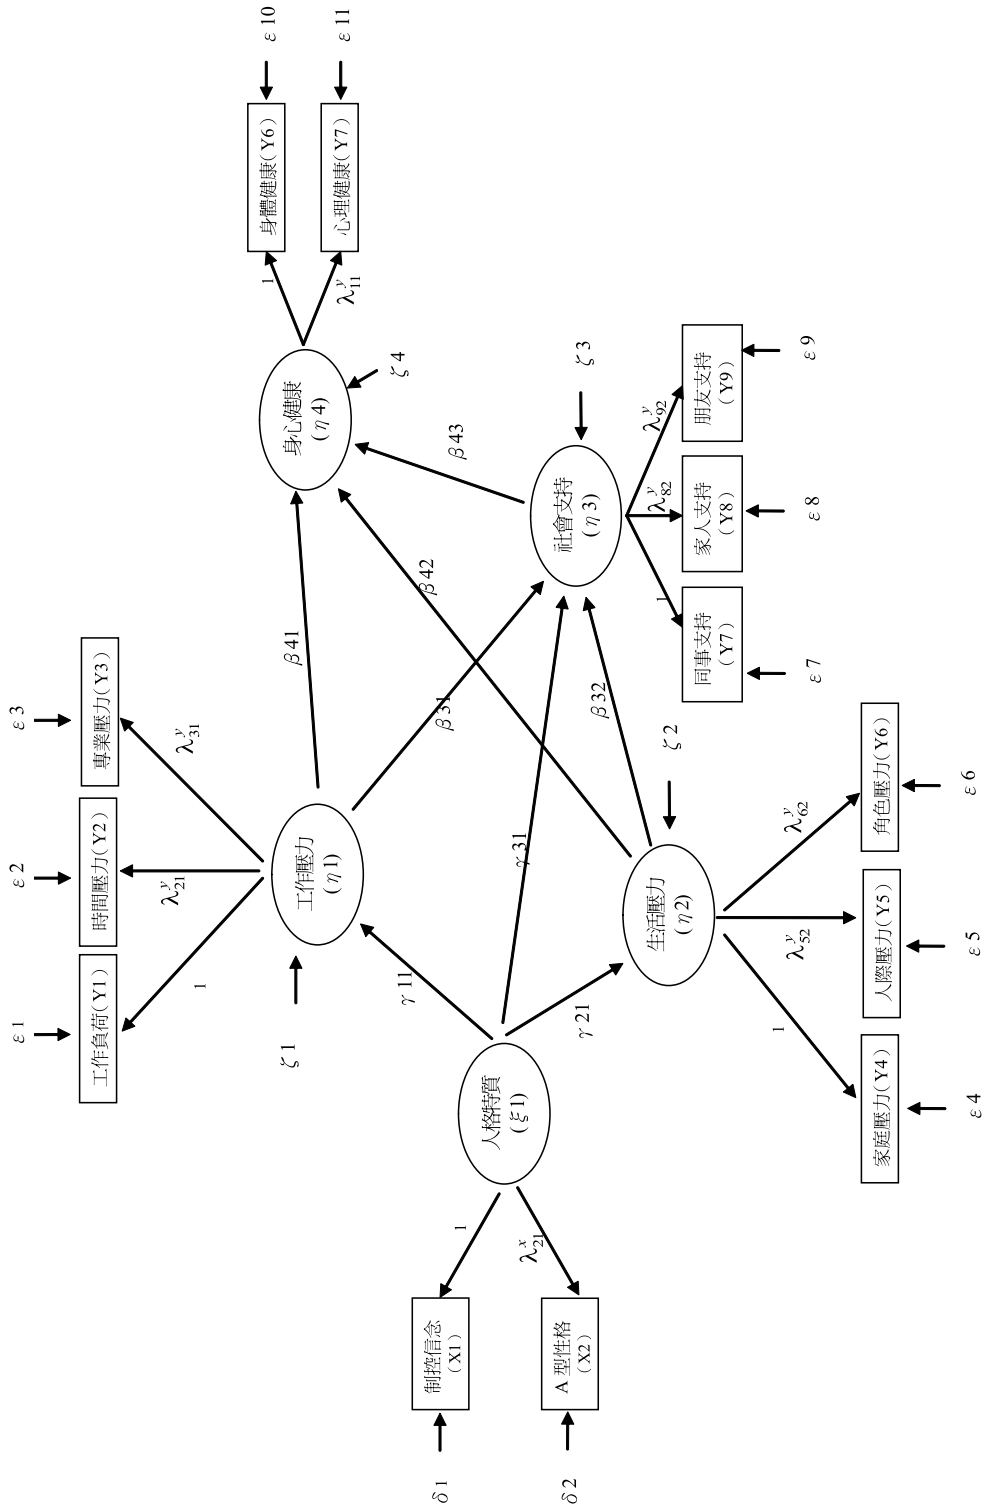 ε1
ε2
ε3
工作負荷(Y1)
時間壓力(Y2)
專業壓力(Y3)
1
λ^y_21
λ^y_31
ζ1
工作壓力
(η1)
β41
身心健康
(η4)
ζ4
1
λ^y_11
身體健康(Y6)
心理健康(Y7)
ε10
ε11
γ11
β31
β42
β43
δ1
δ2
制控信念
(X1)
A 型性格
(X2)
1
λ^x_21
人格特質
(ξ1)
γ31
γ21
β32
社會支持
(η3)
ζ3
ζ2
生活壓力
(η2)
1
λ^y_82
λ^y_92
同事支持
(Y7)
家人支持
(Y8)
朋友支持
(Y9)
ε7
ε8
ε9
1
λ^y_52
λ^y_62
家庭壓力(Y4)
人際壓力(Y5)
角色壓力(Y6)
ε4
ε5
ε6